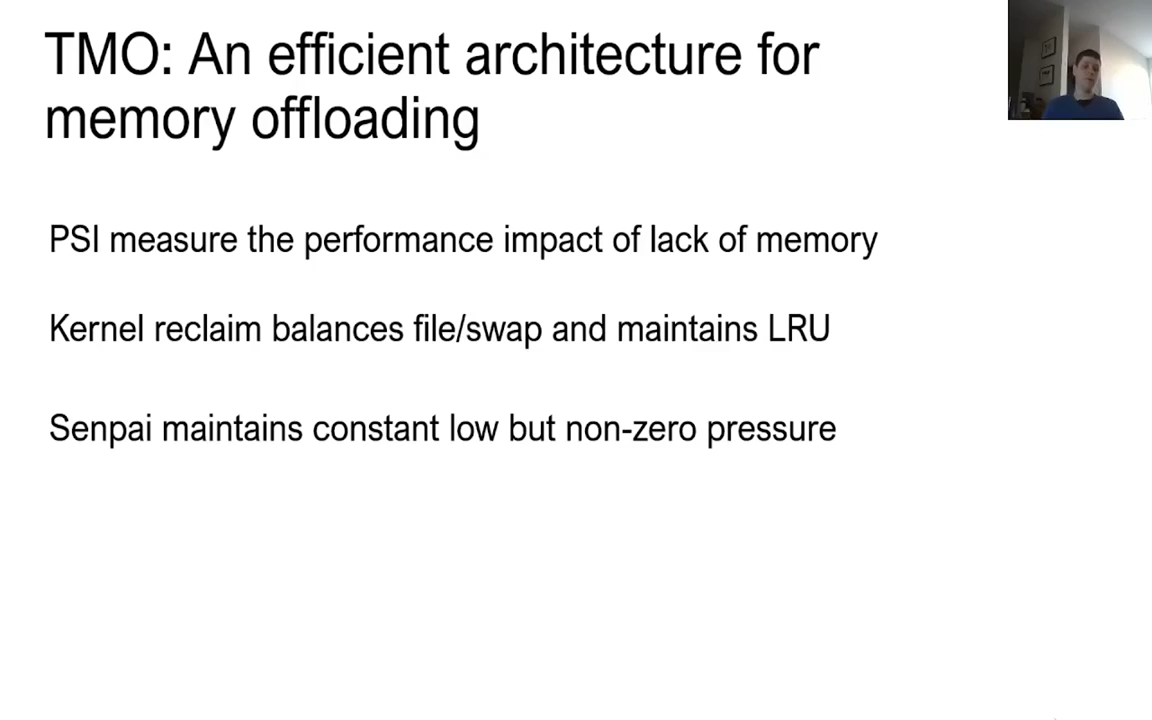 TMO: An efficient architecture for
memory offloading
PSI measure the performance impact of lack of memory
Kernel reclaim balances file/swap and maintains LRU
Senpai maintains constant low but non-zero pressure